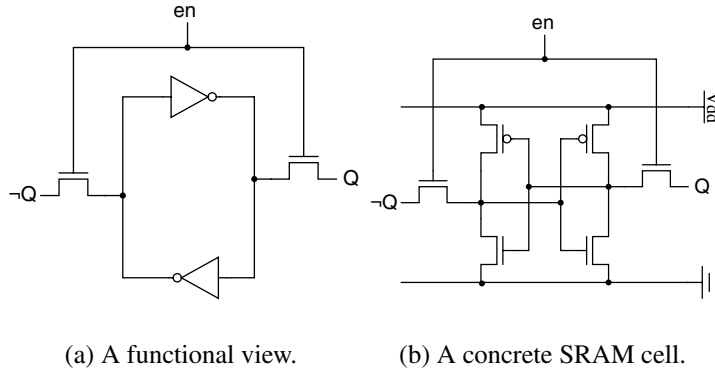 en
¬Q
Q
(a) A functional view.
en
Vdd
¬Q
Q
(b) A concrete SRAM cell.